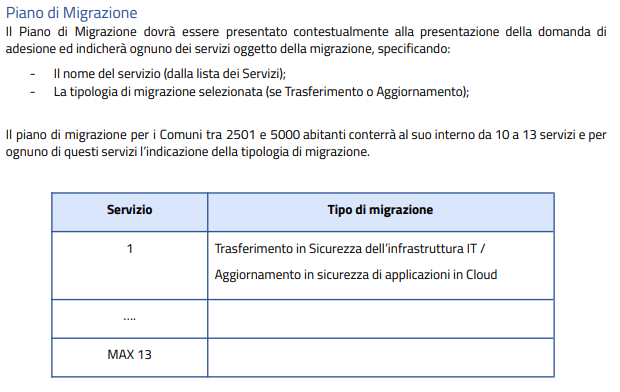 Piano di Migrazione
Il Piano di Migrazione dovrà essere presentato contestualmente alla presentazione della domanda di
adesione ed indicherà ognuno dei servizi oggetto della migrazione, specificando:
- Il nome del servizio (dalla lista dei Servizi);
- La tipologia di migrazione selezionata (se Trasferimento o Aggiornamento);
Il piano di migrazione per i Comuni tra 2501 e 5000 abitanti conterrà al suo interno da 10 a 13 servizi e per
ognuno di questi servizi l'indicazione della tipologia di migrazione.
Servizio Tipo di migrazione
1 Trasferimento in Sicurezza dell'infrastruttura IT /
Aggiornamento in sicurezza di applicazioni in Cloud
....
MAX 13